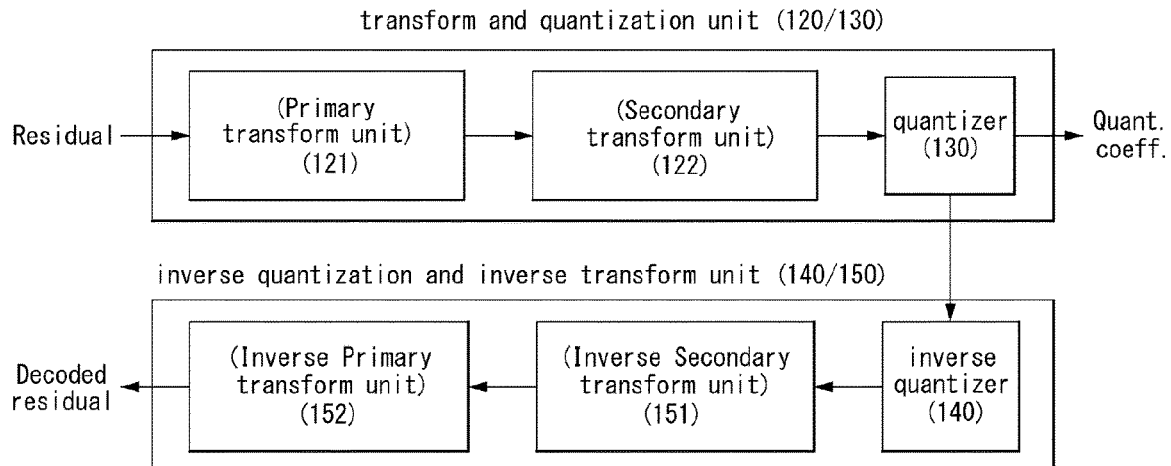 transform and quantization unit (120/130)
Residual
(Primary
transform unit)
(121)
(Secondary
transform unit)
(122)
quantizer
(130)
Quant.
coeff.
inverse quantization and inverse transform unit (140/150)
Decoded
residual
(Inverse Primary
transform unit)
(152)
(Inverse Secondary
transform unit)
(151)
inverse
quantizer
(140)